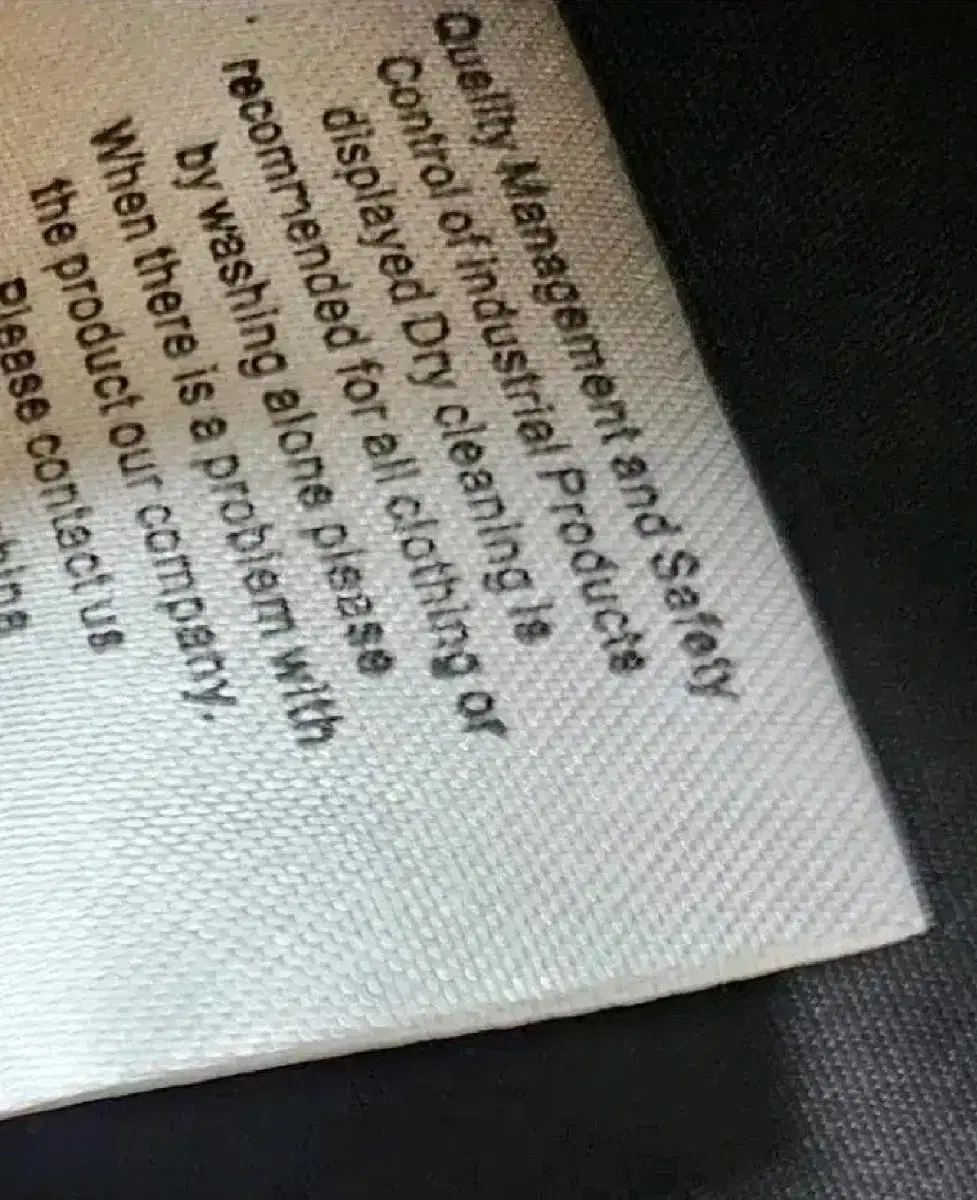 Quality Management and Safety
Control of industrial Products
displayed Dry cleaning is
recommended for all clothing or
by washing alone please
When there is a problem with
the product our company.
Please contact us